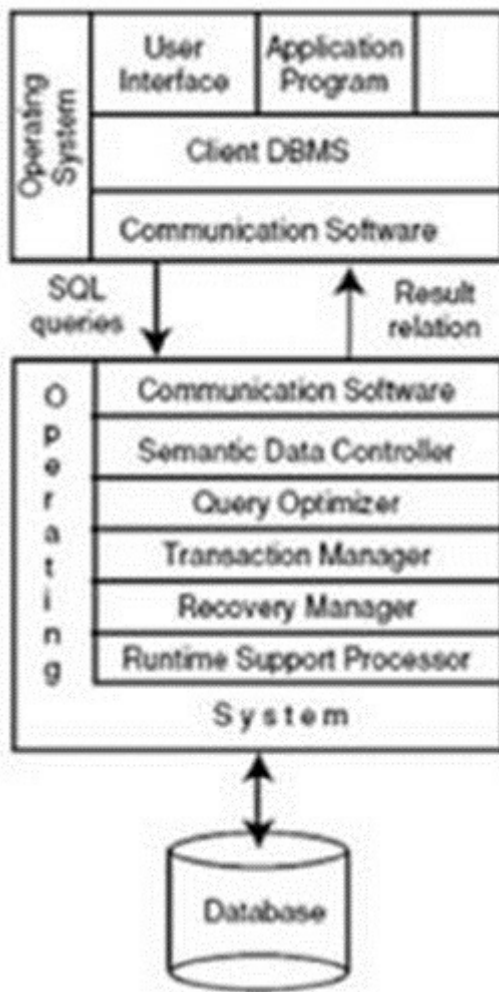 Operating
System
User
Interface
Application
Program
Client DBMS
Communication Software
SQL
queries
Result
relation
Operating
System
Communication Software
Semantic Data Controller
Query Optimizer
Transaction Manager
Recovery Manager
Runtime Support Processor
Database